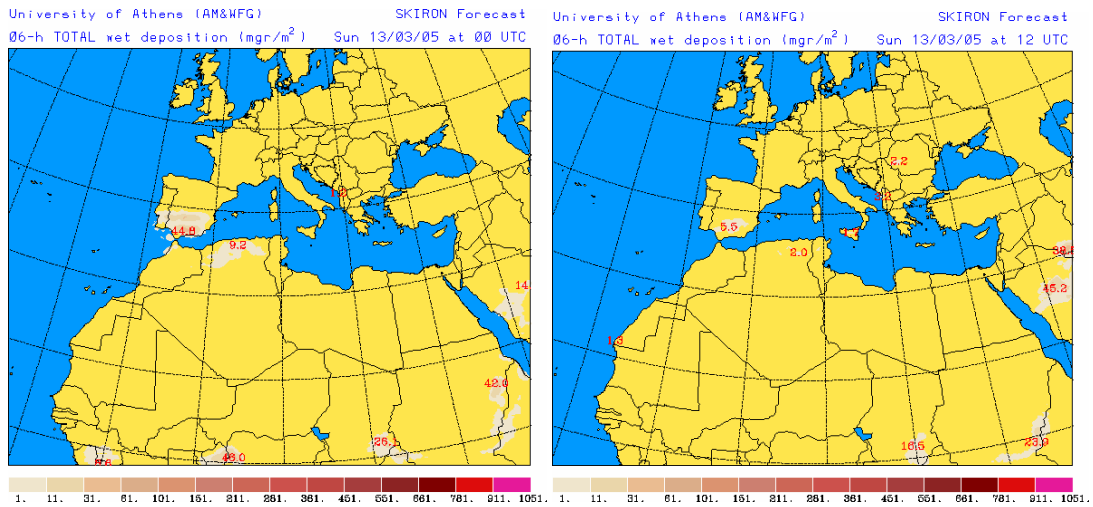 University of Athens (AM&WFG) SKIRON Forecast
06-h TOTAL wet deposition (mgr/m²) Sun 13/03/05 at 00 UTC
44.8
9.2
14
42.0
26.1
1. 11. 31. 61. 101. 151. 211. 281. 361. 451. 551. 661. 781. 911. 1051.
University of Athens (AM&WFG) SKIRON Forecast
06-h TOTAL wet deposition (mgr/m²) Sun 13/03/05 at 12 UTC
2.2
5.5
2.0
45.2
1.3
16.5
23.9
1. 11. 31. 61. 101. 151. 211. 281. 361. 451. 551. 661. 781. 911. 1051.